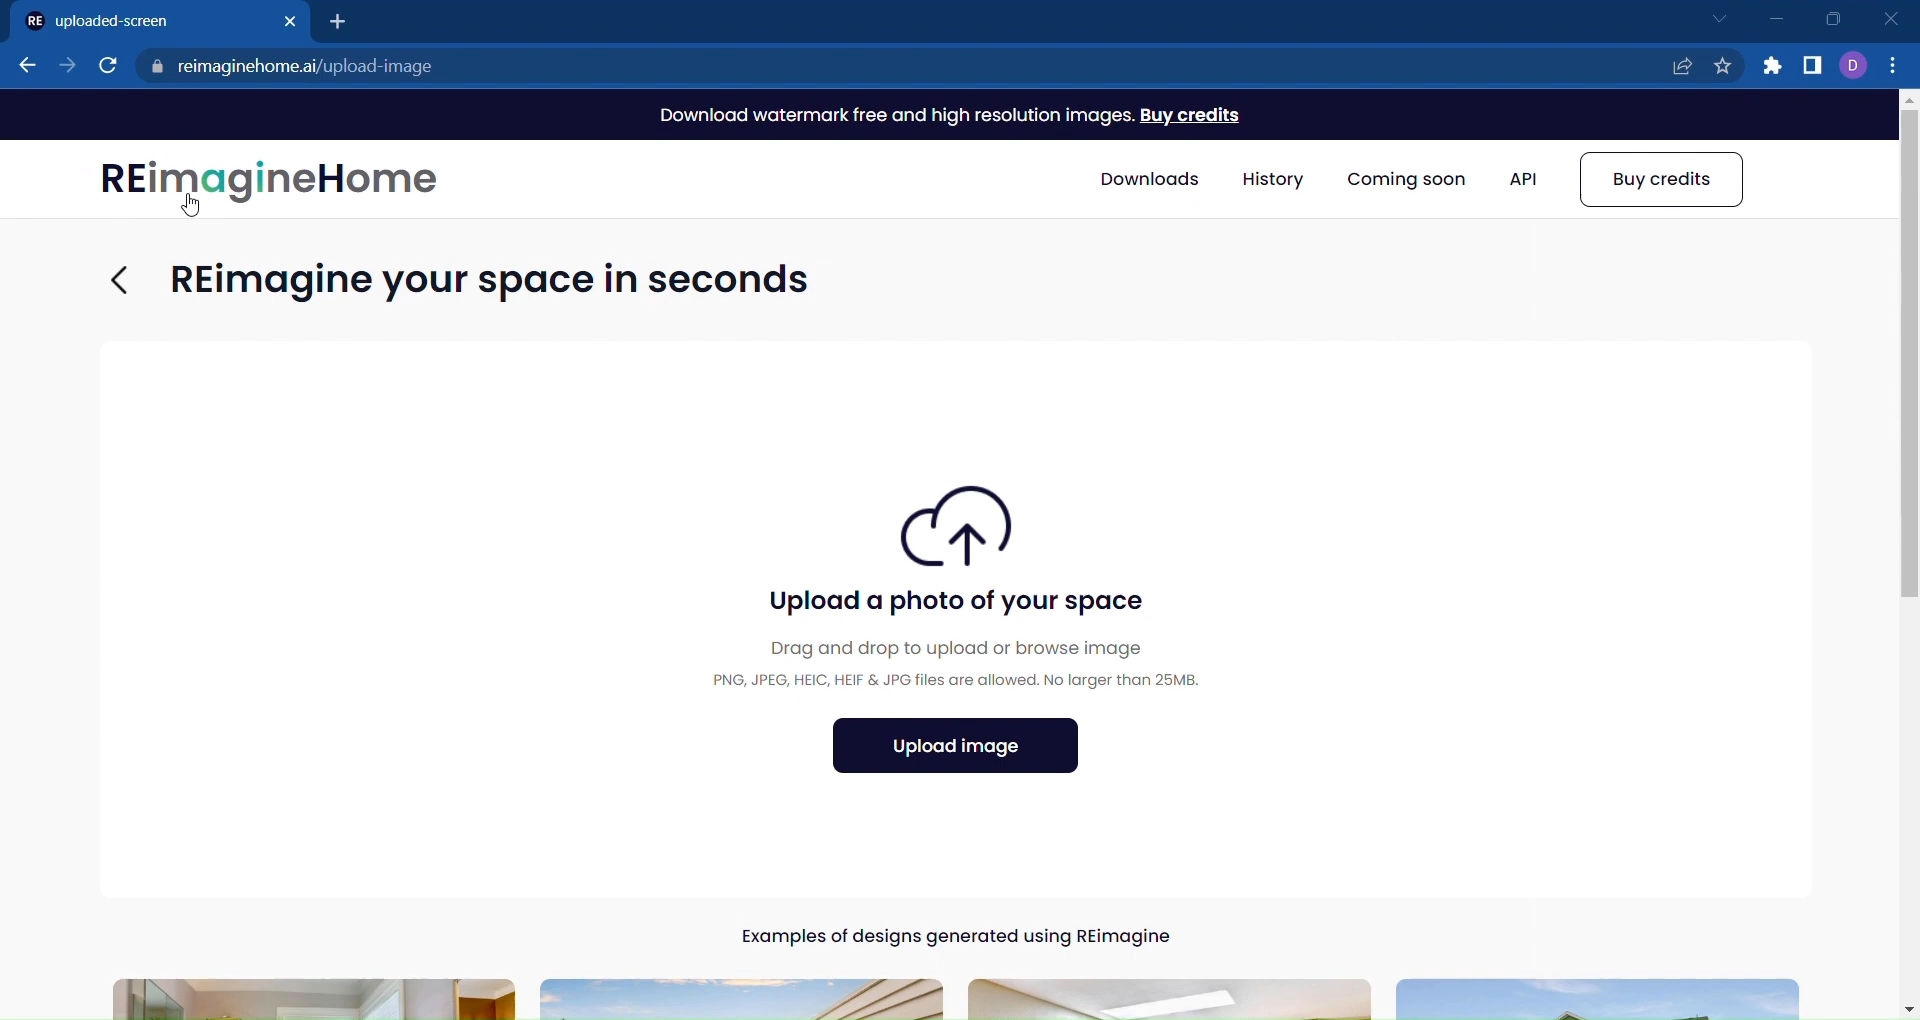 RE uploaded-screen
reimaginehome.ai/upload-image
D
Download watermark free and high resolution images. Buy credits
REimagineHome
Downloads
History
Coming soon
API
Buy credits
REimagine your space in seconds
Upload a photo of your space
Drag and drop to upload or browse image
PNG, JPEG, HEIC, HEIF & JPG files are allowed. No larger than 25MB.
Upload image
Examples of designs generated using REimagine